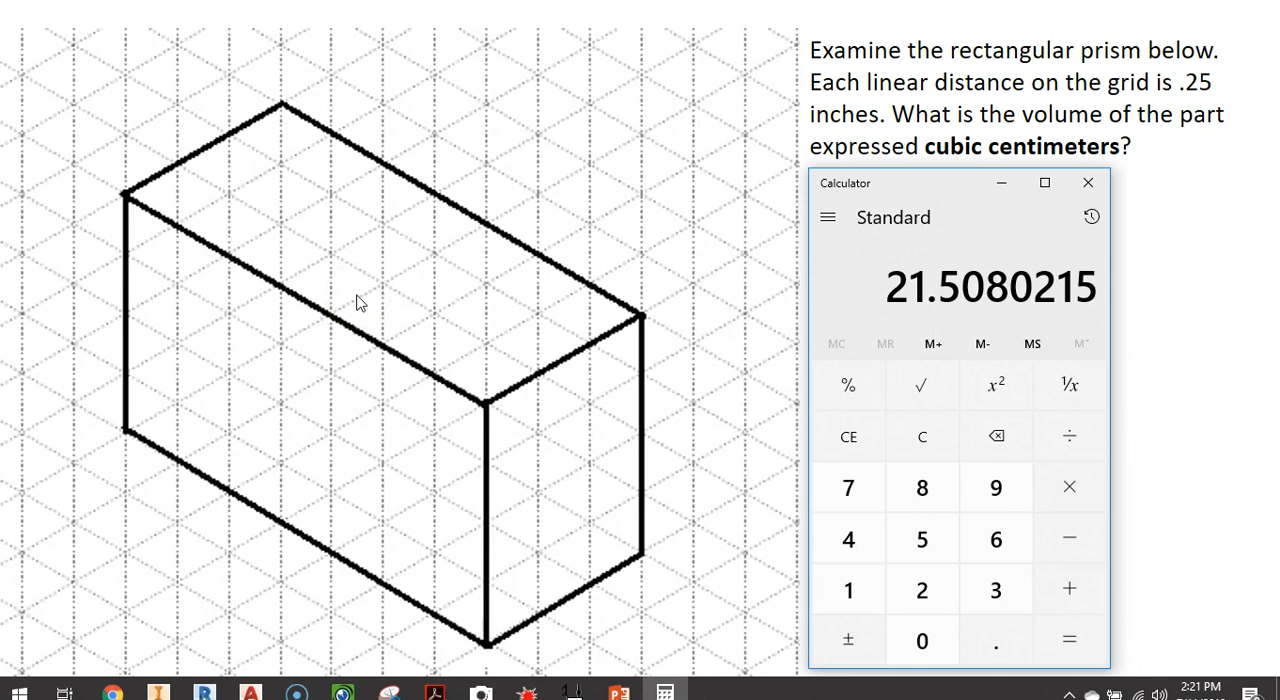 Examine the rectangular prism below.
Each linear distance on the grid is .25
inches. What is the volume of the part
expressed cubic centimeters?
Calculator
Standard
21.5080215
MC MR M+ M- MS M˅
% √ x² ¹/x
CE C ÷
7 8 9 ×
4 5 6 −
1 2 3 +
± 0 . =
2:21 PM